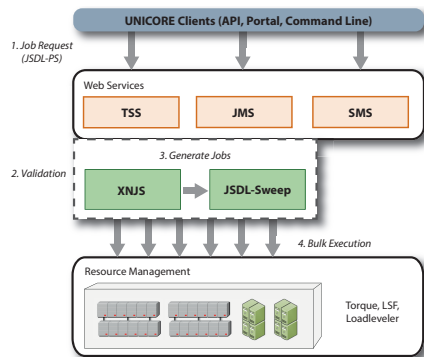 UNICORE Clients (API, Portal, Command Line)
1. Job Request
(JSDL-PS)
Web Services
TSS
JMS
SMS
3. Generate Jobs
2. Validation
XNJS
JSDL-Sweep
4. Bulk Execution
Resource Management
Torque, LSF,
Loadleveler